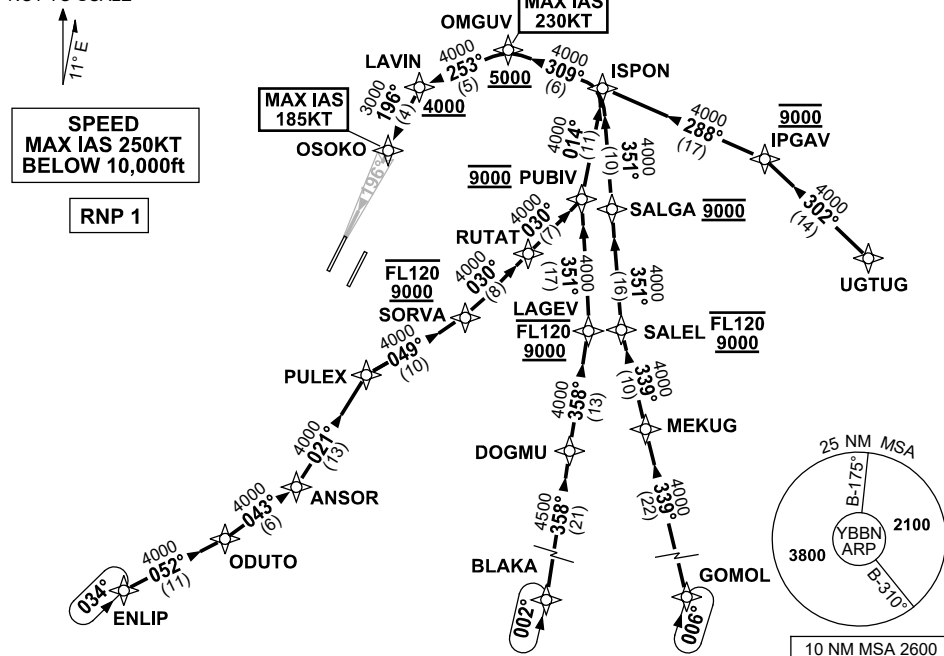 11° E
SPEED
MAX IAS 250KT
BELOW 10,000ft
RNP 1
MAX IAS
230KT
OMGUV
5000
LAVIN
4000
253°
(5)
4000
309°
(6)
ISPON
4000
3000
196°
(4)
MAX IAS
185KT
OSOKO
196°
4000
288°
(17)
9000
IPGAV
4000
302°
(14)
UGTUG
4000
014°
(11)
4000
351°
(10)
9000 PUBIV
SALGA 9000
4000
030°
(7)
RUTAT
4000
030°
(8)
FL120
9000
SORVA
4000
351°
(17)
LAGEV
FL120
9000
4000
351°
(16)
SALEL
FL120
9000
4000
049°
(10)
PULEX
4000
021°
(13)
ANSOR
4000
043°
(6)
ODUTO
4000
052°
(11)
ENLIP
034°
4000
358°
(13)
DOGMU
4500
358°
(21)
BLAKA
002°
4000
339°
(10)
MEKUG
4000
339°
(22)
GOMOL
006°
25 NM MSA
B-175°
2100
YBBN
ARP
3800
B-310°
10 NM MSA 2600